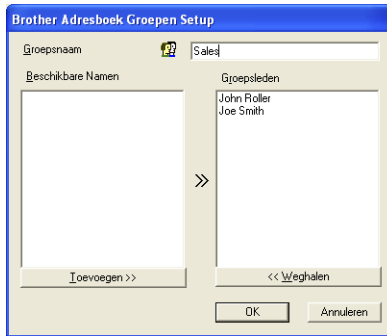 Brother Adresboek Groepen Setup
Groepsnaam
Sales
Beschikbare Namen
Groepsleden
John Roller
Joe Smith
>>
Toevoegen >>
<< Weghalen
OK
Annuleren